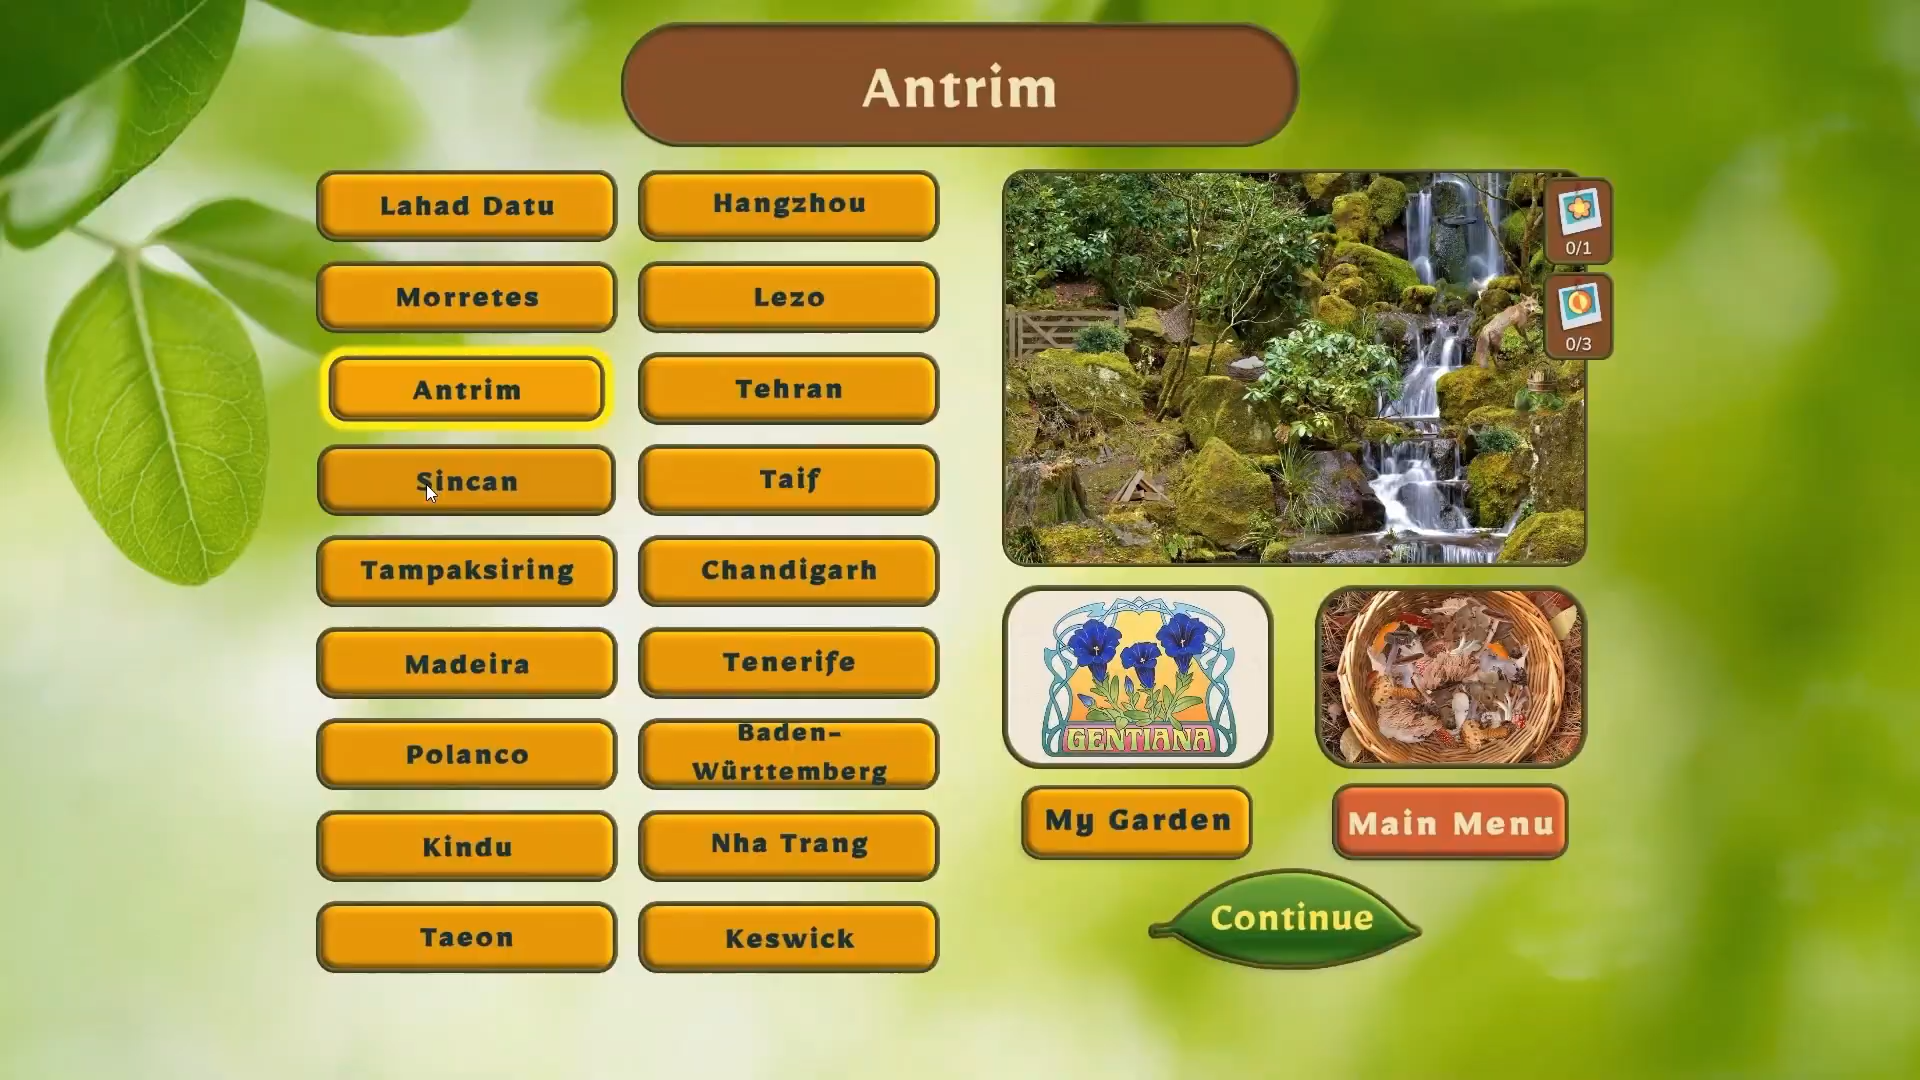 Antrim
Lahad Datu
Hangzhou
Morretes
Lezo
Antrim
Tehran
Sincan
Taif
Tampaksiring
Chandigarh
Madeira
Tenerife
Polanco
Baden-
Württemberg
Kindu
Nha Trang
Taeon
Keswick
0/1
0/3
GENTIANA
My Garden
Main Menu
Continue